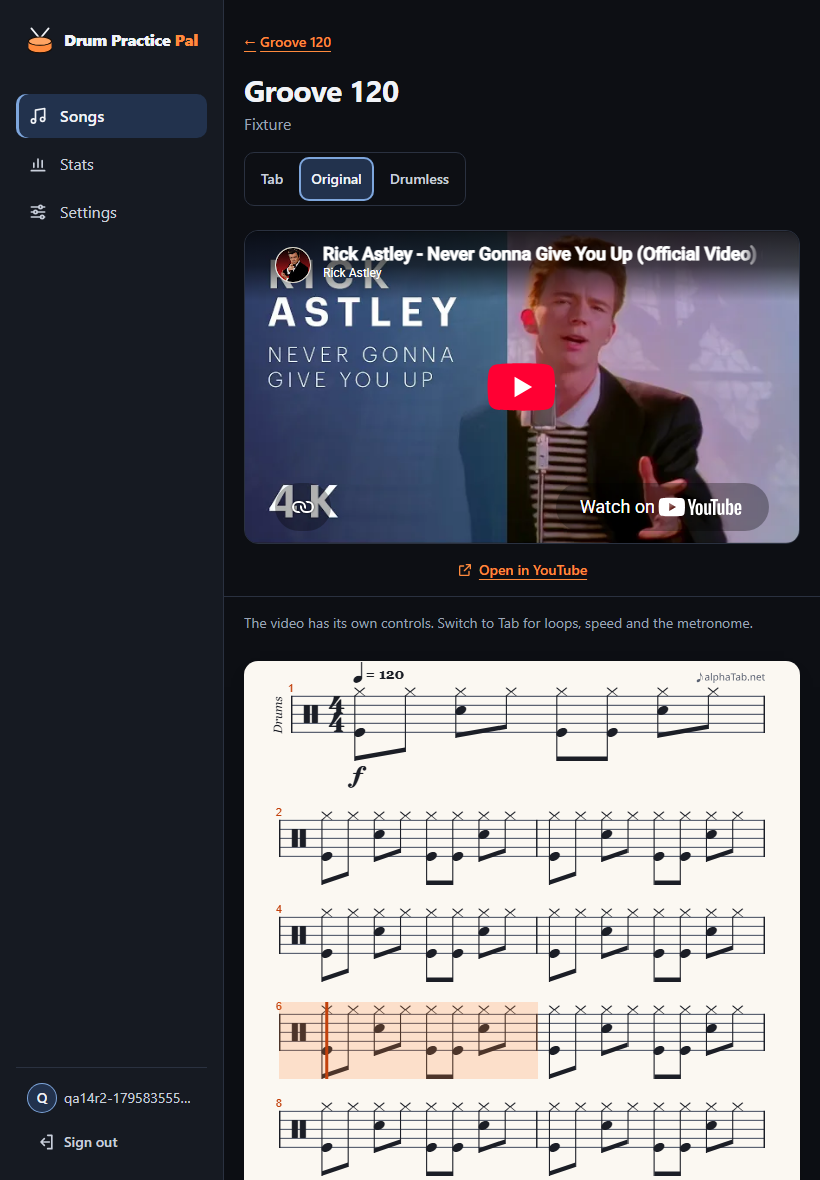 Drum Practice Pal
Songs
Stats
Settings
qa14r2-179583555...
Q
Sign out
← Groove 120
Groove 120
Fixture
Tab
Original
Drumless
Rick Astley - Never Gonna Give You Up (Official Video)
Rick Astley
RICK
ASTLEY
NEVER GONNA
GIVE YOU UP
4K
Watch on YouTube
Open in YouTube
The video has its own controls. Switch to Tab for loops, speed and the metronome.
= 120
alphaTab.net
1
Drums
4
4
f
2
4
6
8